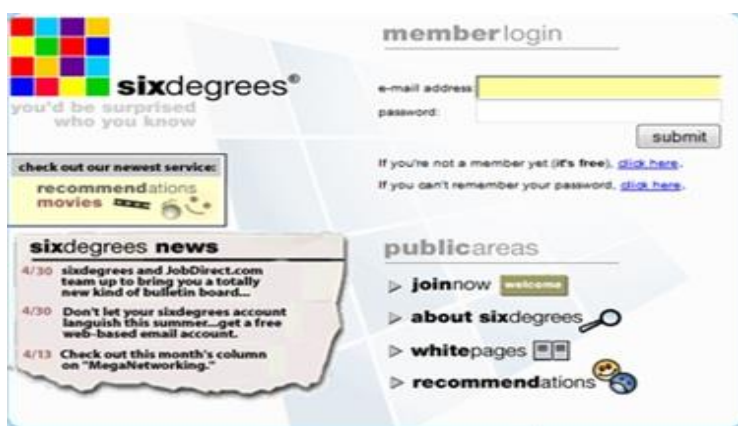 sixdegrees®
you'd be surprised
who you know
check out our newest service:
recommendations
movies
sixdegrees news
4/30 sixdegrees and JobDirect.com
team up to bring you a totally
new kind of bulletin board...
4/30 Don't let your sixdegrees account
languish this summer...get a free
web-based email account.
4/13 Check out this month's column
on "MegaNetworking."
memberlogin
e-mail address:
password:
submit
If you're not a member yet (it's free), click here.
If you can't remember your password, click here.
publicareas
joinnow welcome
about sixdegrees
whitepages
recommendations